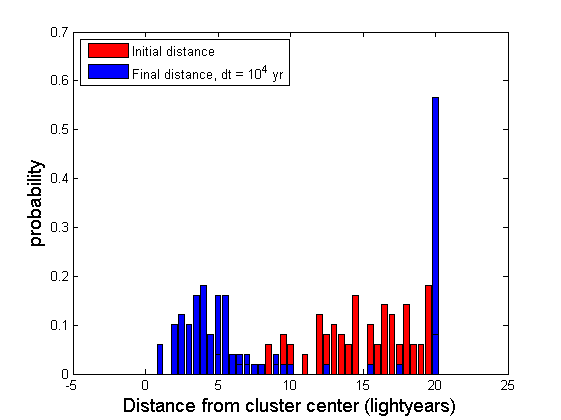 0.7
0.6
0.5
0.4
0.3
0.2
0.1
0
probability
Initial distance
Final distance, dt = 10^4 yr
-5 0 5 10 15 20 25
Distance from cluster center (lightyears)